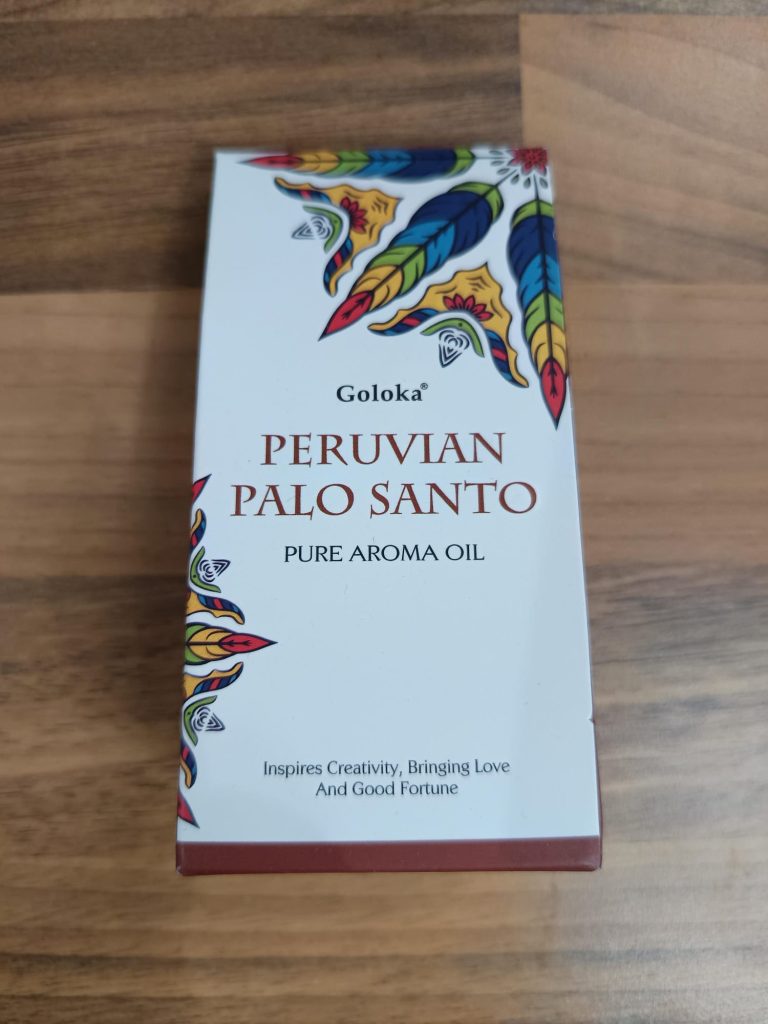 Goloka®
PERUVIAN
PALO SANTO
PURE AROMA OIL
Inspires Creativity, Bringing Love
And Good Fortune